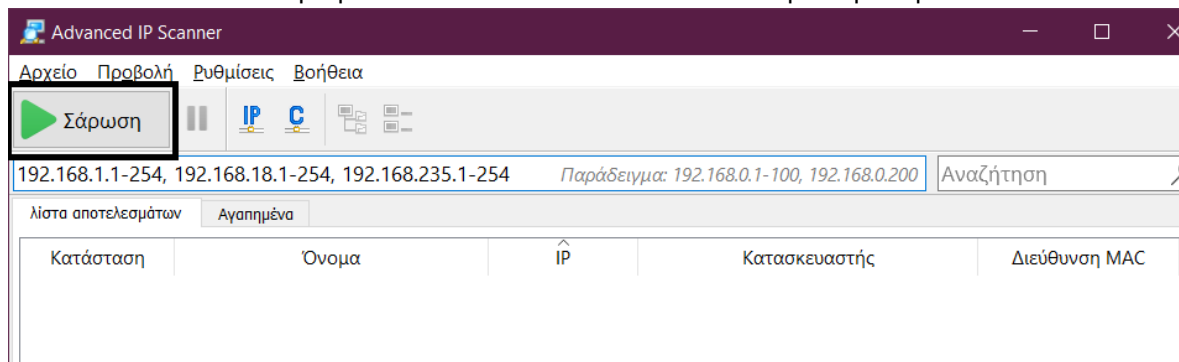 Advanced IP Scanner
Αρχείο Προβολή Ρυθμίσεις Βοήθεια
Σάρωση IP C
192.168.1.1-254, 192.168.18.1-254, 192.168.235.1-254 Παράδειγμα: 192.168.0.1-100, 192.168.0.200 Αναζήτηση
λίστα αποτελεσμάτων Αγαπημένα
Κατάσταση Όνομα IP Κατασκευαστής Διεύθυνση MAC